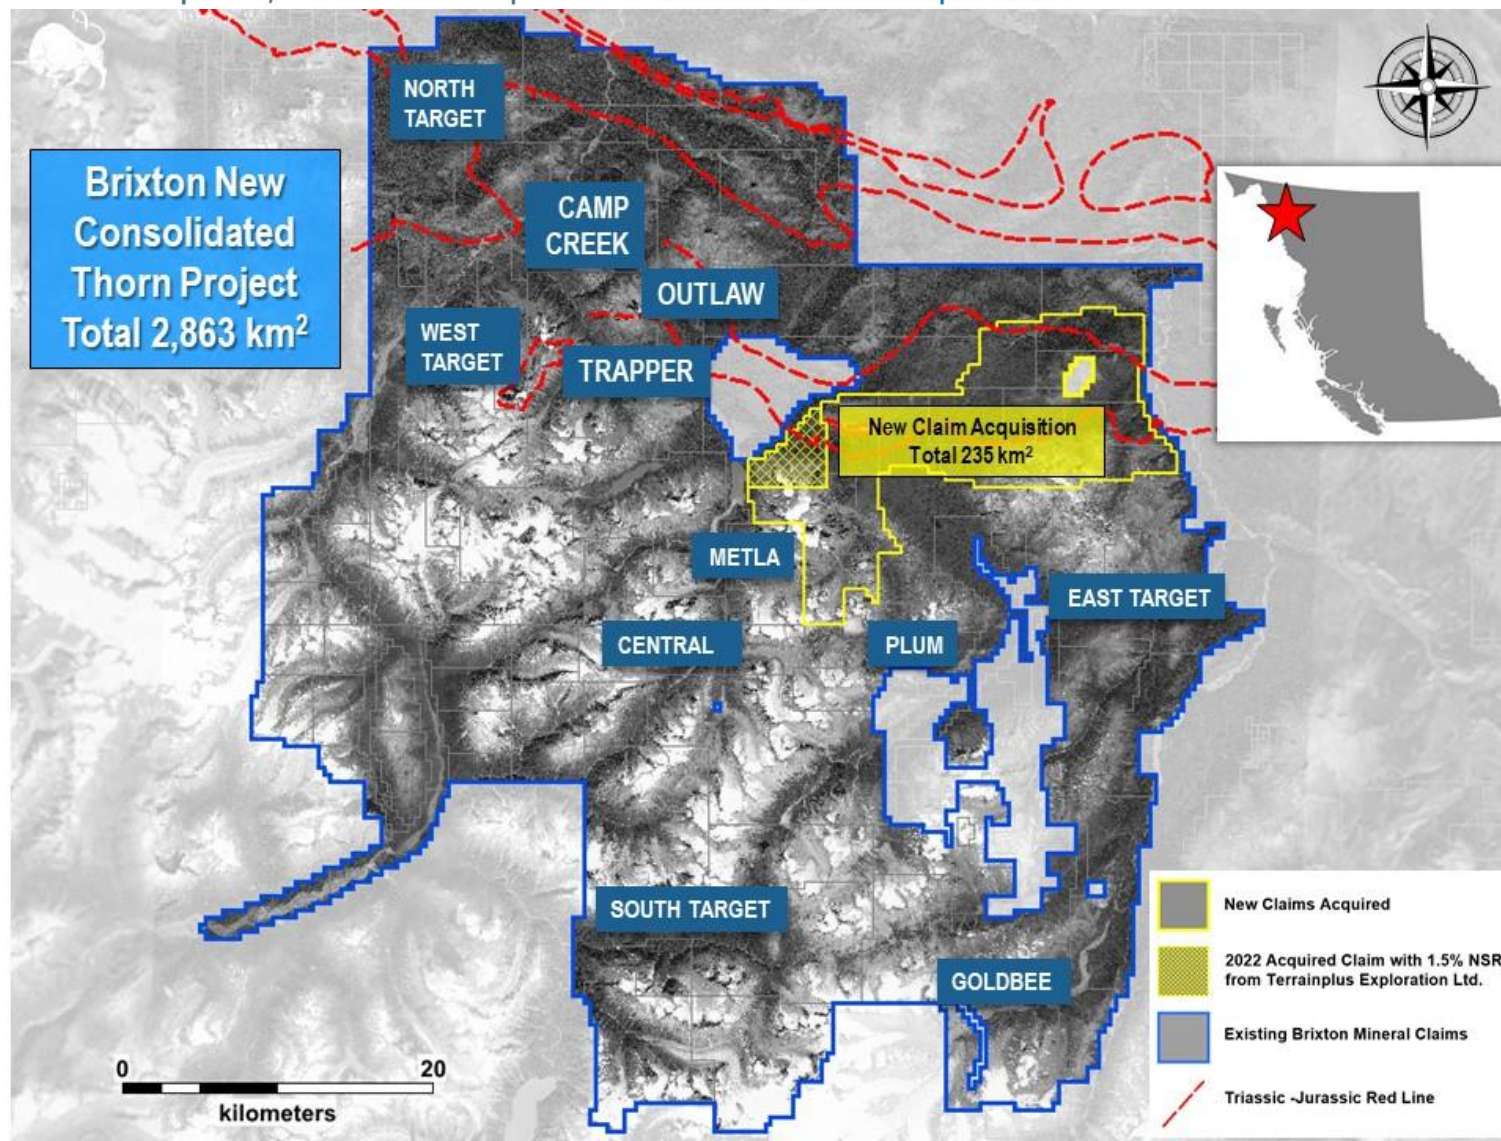 NORTH
TARGET
Brixton New
Consolidated
Thorn Project
Total 2,863 km²
CAMP
CREEK
OUTLAW
WEST
TARGET
TRAPPER
New Claim Acquisition
Total 235 km²
METLA
EAST TARGET
CENTRAL
PLUM
SOUTH TARGET
GOLDBEE
New Claims Acquired
2022 Acquired Claim with 1.5% NSR
from Terrainplus Exploration Ltd.
Existing Brixton Mineral Claims
Triassic -Jurassic Red Line
0 20
kilometers